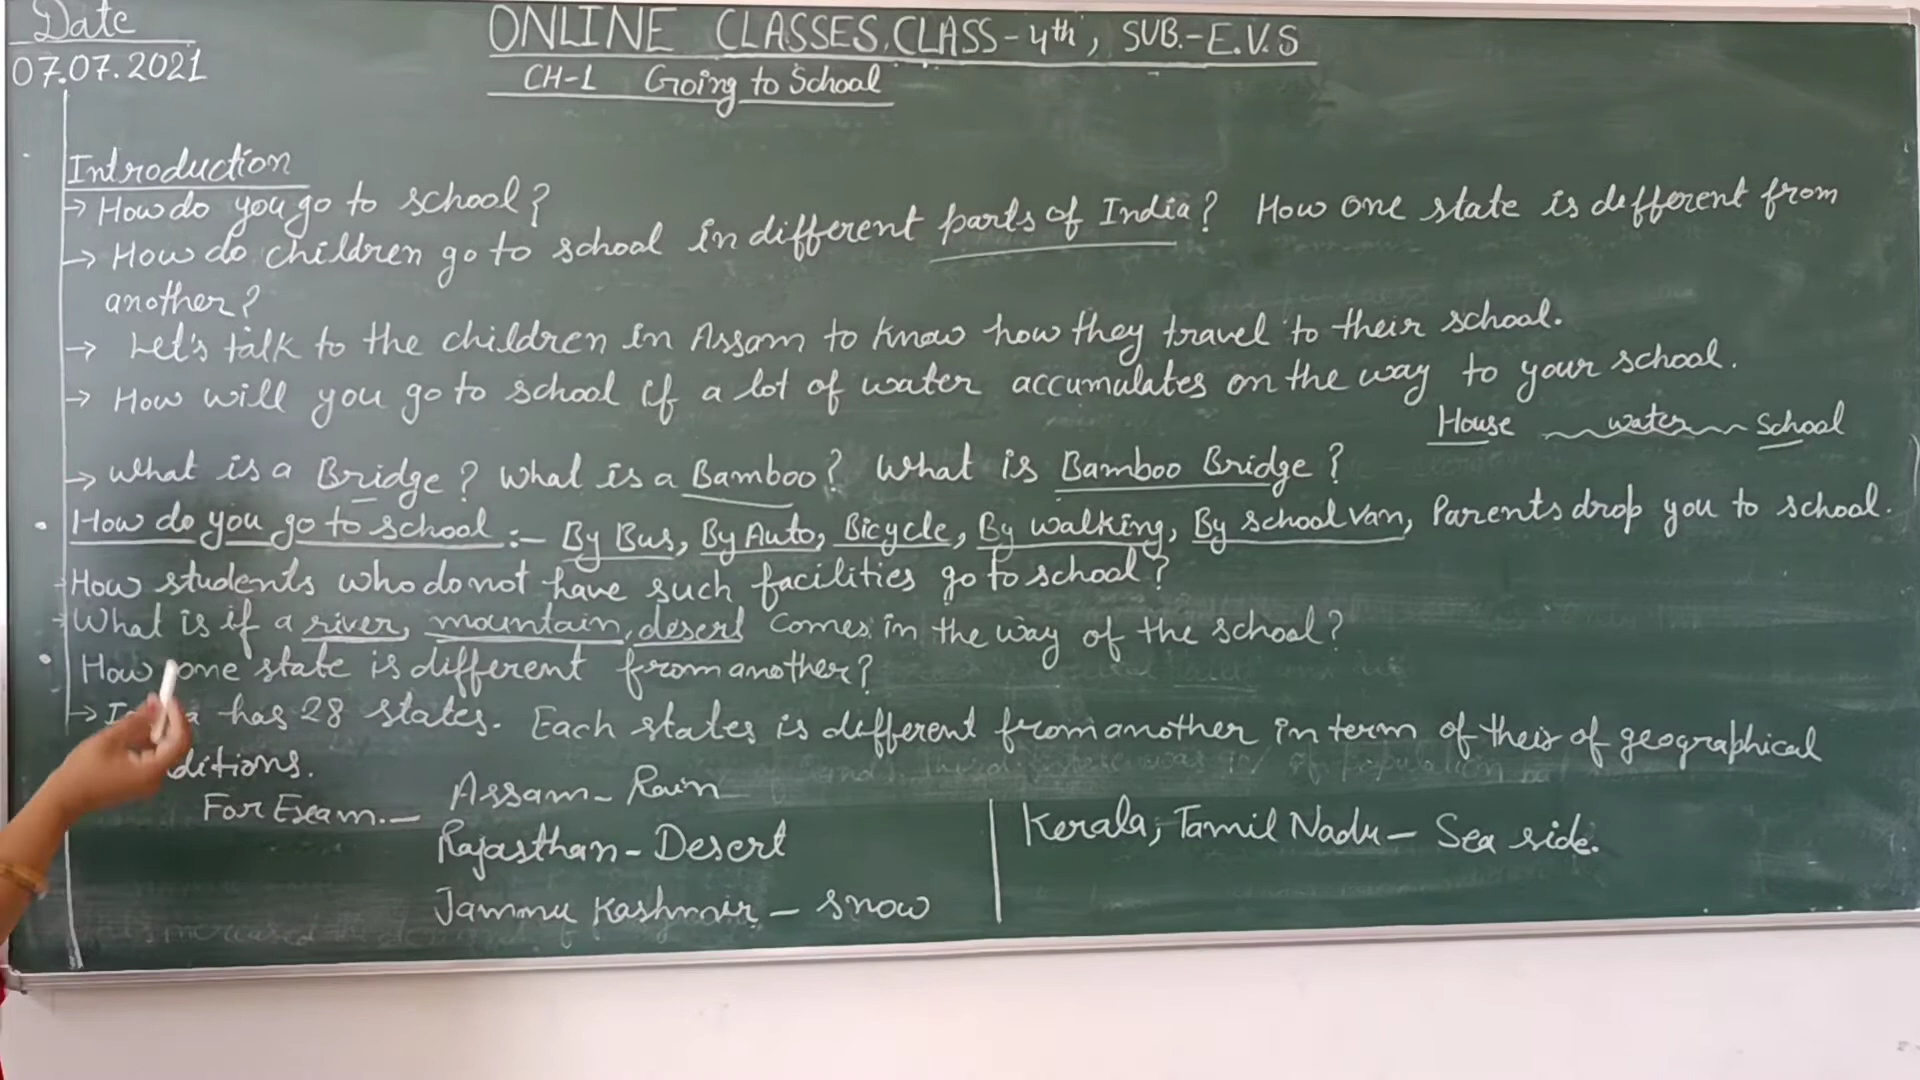 Date
07.07.2021
ONLINE CLASSES, CLASS-4th, SUB.-E.V.S
CH-1 Going to School
Introduction
→ How do you go to school?
→ How do children go to school in different parts of India? How one state is different from
another?
→ Let's talk to the children in Assam to know how they travel to their school.
→ How will you go to school if a lot of water accumulates on the way to your school.
House water School
→ What is a Bridge? What is a Bamboo? What is Bamboo Bridge?
• How do you go to school :- By Bus, By Auto, Bicycle, By walking, By school van, Parents drop you to school.
→ How students who do not have such facilities go to school?
→ What is if a river, mountain, desert comes in the way of the school?
• How one state is different from another?
→ has 28 states. Each states is different from another in term of their of geographical
ditions.
For Exam.- Assam- Rain
Rajasthan- Desert
Jammu Kashmir - snow
Kerala, Tamil Nadu- Sea side.